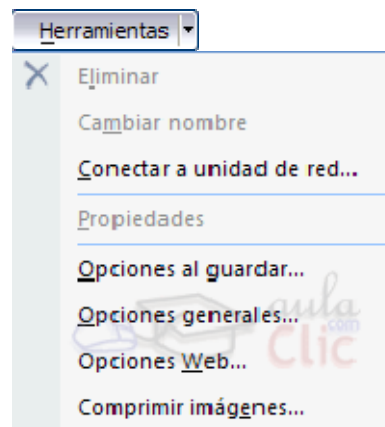 Herramientas
Eliminar
Cambiar nombre
Conectar a unidad de red...
Propiedades
Opciones al guardar...
Opciones generales...
Opciones Web...
Comprimir imágenes...
aula
.com
Clic